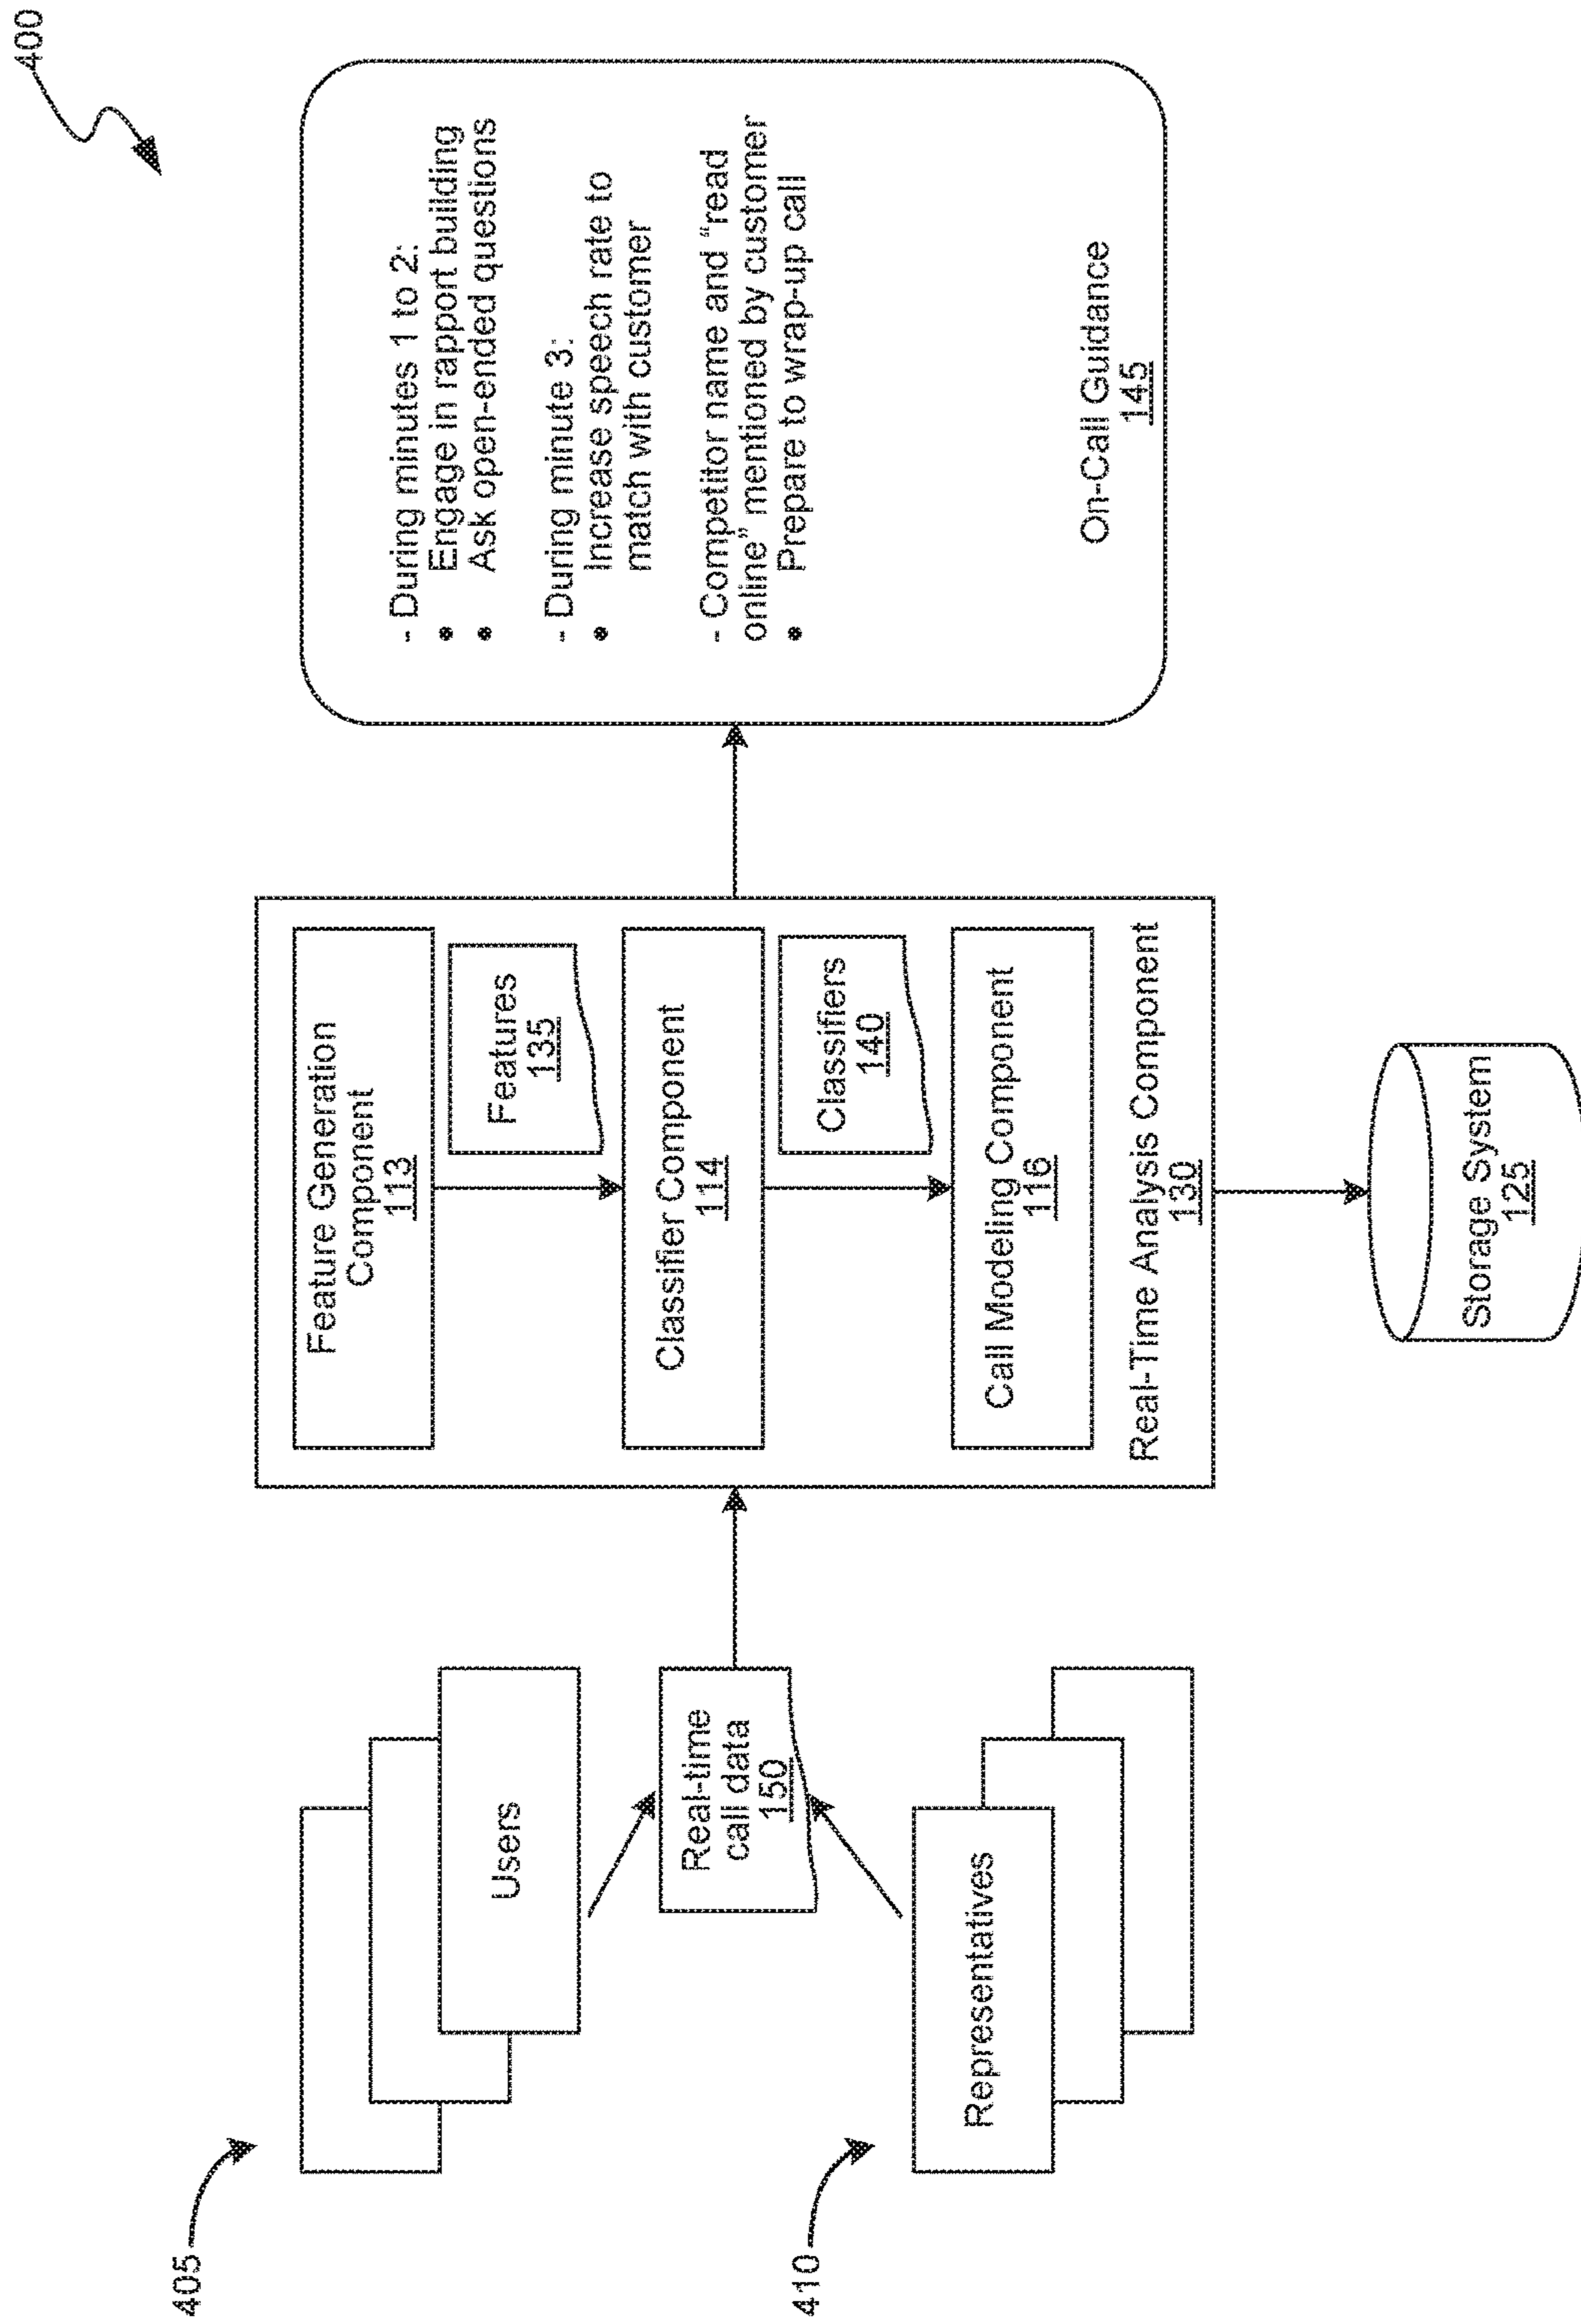 400
405
Users
Real-time
call data
150
410
Representatives
Feature Generation
Component
113
Features
135
Classifier Component
114
Classifiers
140
Call Modeling Component
116
Real-Time Analysis Component
130
Storage System
125
- During minutes 1 to 2:
• Engage in rapport building
• Ask open-ended questions
- During minute 3:
• Increase speech rate to
match with customer
- Competitor name and “read
online” mentioned by customer
• Prepare to wrap-up call
On-Call Guidance
145